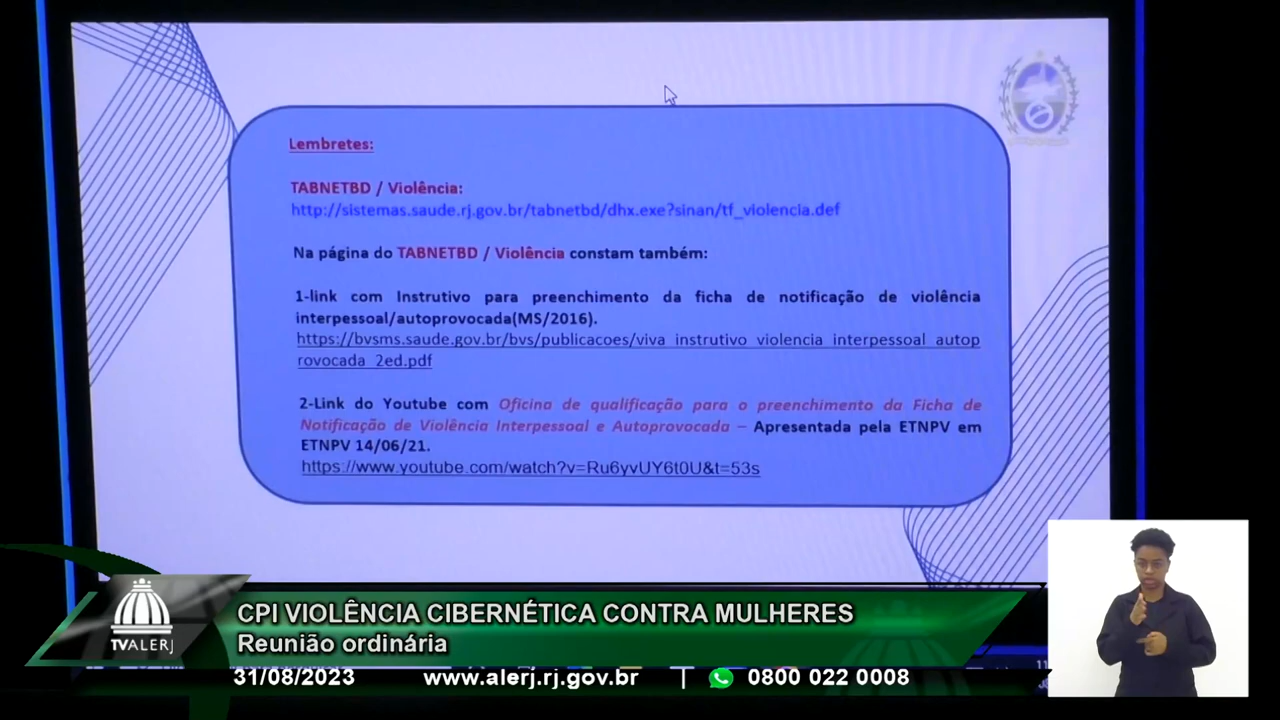 Lembretes:
TABNETBD / Violência:
http://sistemas.saude.rj.gov.br/tabnetbd/dhx.exe?sinan/tf_violencia.def
Na página do TABNETBD / Violência constam também:
1-link com Instrutivo para preenchimento da ficha de notificação de violência
interpessoal/autoprovocada(MS/2016).
https://bvsms.saude.gov.br/bvs/publicacoes/viva_instrutivo_violencia_interpessoal_autop
rovocada_2ed.pdf
2-Link do Youtube com Oficina de qualificação para o preenchimento da Ficha de
Notificação de Violência Interpessoal e Autoprovocada – Apresentada pela ETNPV em
ETNPV 14/06/21.
https://www.youtube.com/watch?v=Ru6yvUY6t0U&t=53s
CPI VIOLÊNCIA CIBERNÉTICA CONTRA MULHERES
Reunião ordinária
TVALERJ
31/08/2023 www.alerj.rj.gov.br | 0800 022 0008